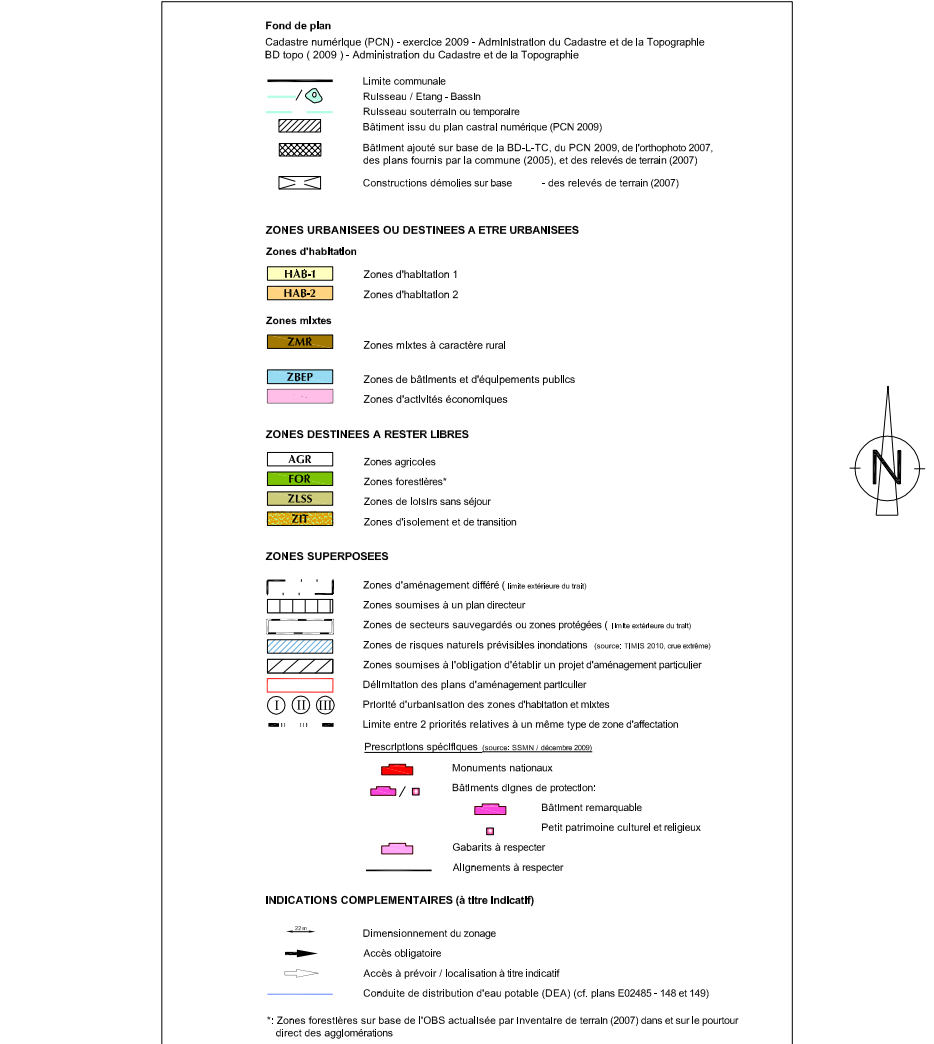 Fond de plan
Cadastre numérique (PCN) - exercice 2009 - Administration du Cadastre et de la Topographie
BD topo ( 2009 ) - Administration du Cadastre et de la Topographie
Limite communale
/
Ruisseau / Etang - Bassin
Ruisseau souterrain ou temporaire
Bâtiment issu du plan castral numérique (PCN 2009)
Bâtiment ajouté sur base de la BD-L-TC, du PCN 2009, de l'orthophoto 2007,
des plans fournis par la commune (2005), et des relevés de terrain (2007)
Constructions démolies sur base - des relevés de terrain (2007)
ZONES URBANISEES OU DESTINEES A ETRE URBANISEES
Zones d'habitation
HAB-1 Zones d'habitation 1
HAB-2 Zones d'habitation 2
Zones mixtes
ZMR Zones mixtes à caractère rural
ZBEP Zones de bâtiments et d'équipements publics
Zones d'activités économiques
ZONES DESTINEES A RESTER LIBRES
AGR Zones agricoles
FOR Zones forestières*
ZLSS Zones de loisirs sans séjour
ZIT Zones d'isolement et de transition
ZONES SUPERPOSEES
Zones d'aménagement différé ( limite extérieure du trait)
Zones soumises à un plan directeur
Zones de secteurs sauvegardés ou zones protégées ( limite extérieure du trait)
Zones de risques naturels prévisibles inondations (source: TIMIS 2010, crue extrême)
Zones soumises à l'obligation d'établir un projet d'aménagement particulier
Délimitation des plans d'aménagement particulier
I II III Priorité d'urbanisation des zones d'habitation et mixtes
Limite entre 2 priorités relatives à un même type de zone d'affectation
Prescriptions spécifiques (source: SSMN / décembre 2009)
Monuments nationaux
/ Bâtiments dignes de protection:
Bâtiment remarquable
Petit patrimoine culturel et religieux
Gabarits à respecter
Alignements à respecter
INDICATIONS COMPLEMENTAIRES (à titre indicatif)
22 m Dimensionnement du zonage
Accès obligatoire
Accès à prévoir / localisation à titre indicatif
Conduite de distribution d'eau potable (DEA) (cf. plans E02485 - 148 et 149)
*: Zones forestières sur base de l'OBS actualisée par inventaire de terrain (2007) dans et sur le pourtour
direct des agglomérations
N